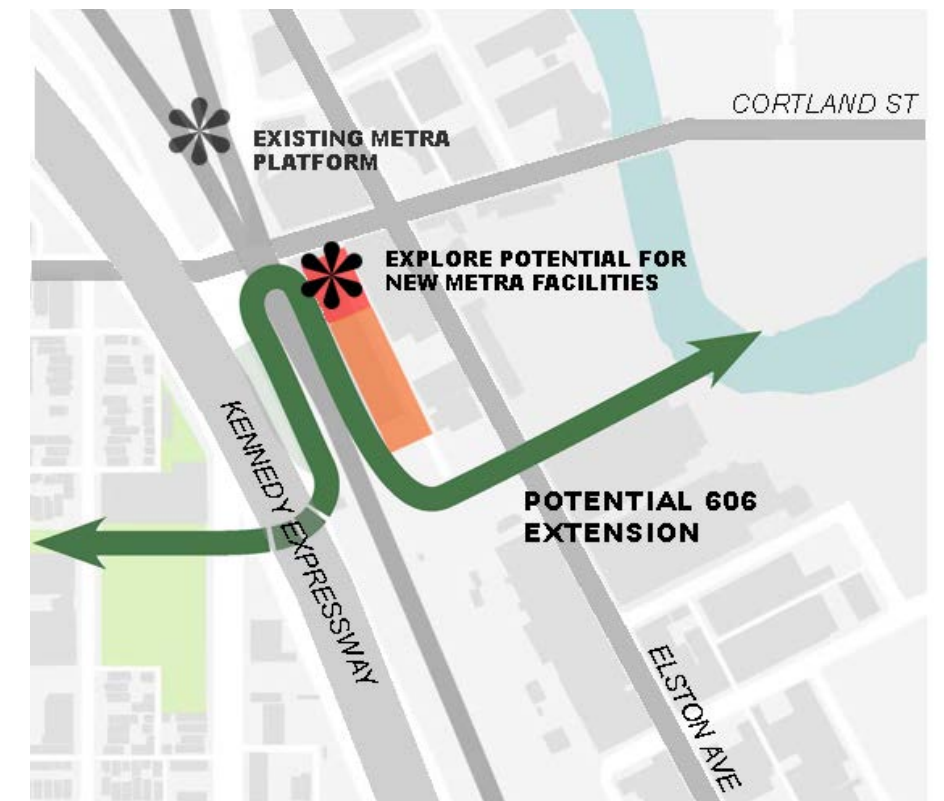 CORTLAND ST
EXISTING METRA
PLATFORM
EXPLORE POTENTIAL FOR
NEW METRA FACILITIES
KENNEDY EXPRESSWAY
POTENTIAL 606
EXTENSION
ELSTON AVE